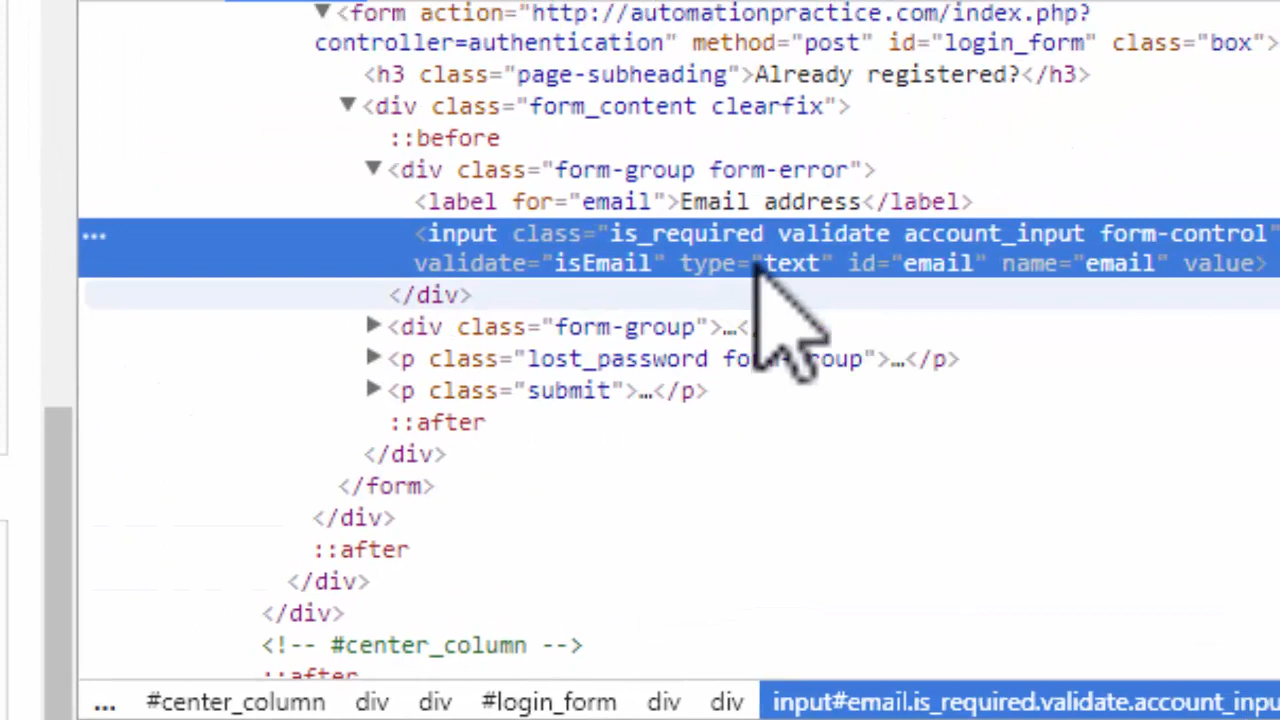 ▼<form action="http://automationpractice.com/index.php?
controller=authentication" method="post" id="login_form" class="box">
<h3 class="page-subheading">Already registered?</h3>
▼<div class="form_content clearfix">
::before
▼<div class="form-group form-error">
<label for="email">Email address</label>
… <input class="is_required validate account_input form-control"
validate="isEmail" type="text" id="email" name="email" value>
</div>
▶<div class="form-group">…<
▶<p class="lost_password group">…</p>
▶<p class="submit">…</p>
::after
</div>
</form>
</div>
::after
</div>
</div>
<!-- #center_column -->
::after
… #center_column div div #login_form div div input#email.is_required.validate.account_inpu